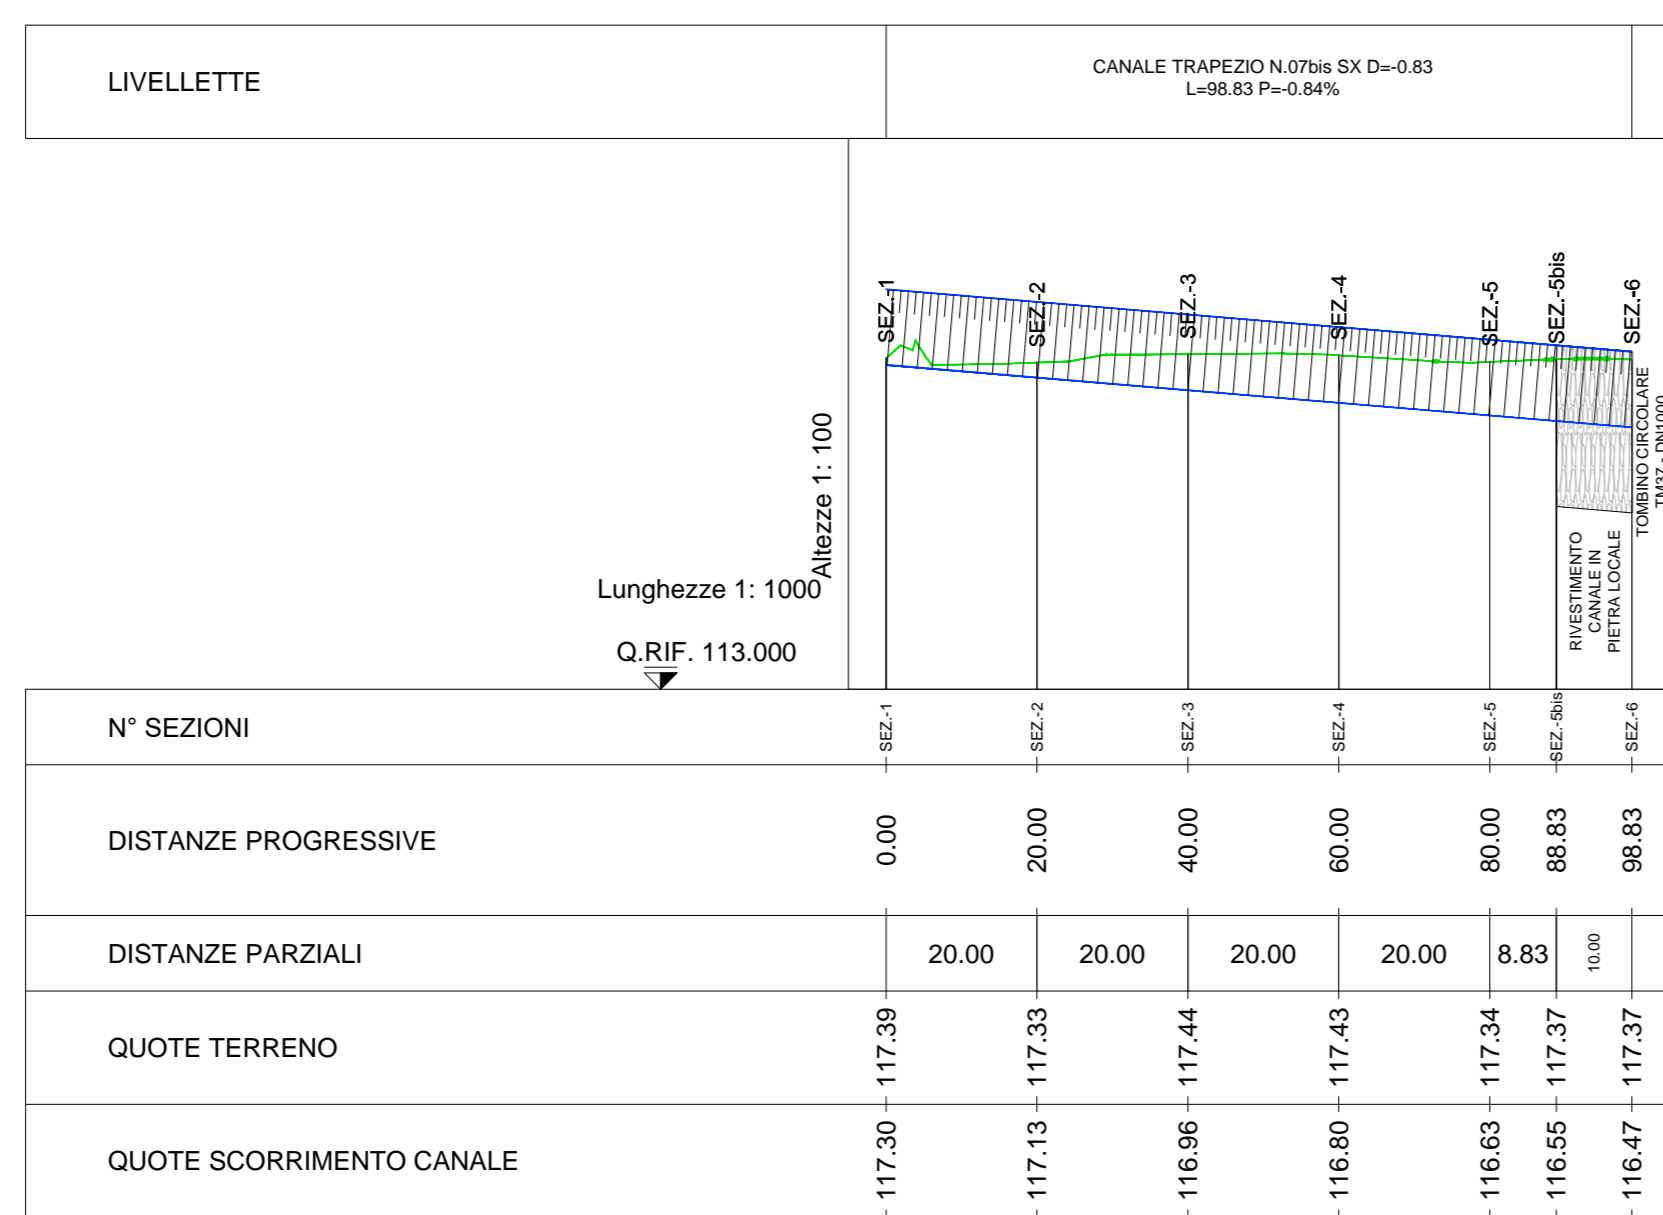 LIVELLETTE
CANALE TRAPEZIO N.07bis SX D=-0.83
L=98.83 P=-0.84%
SEZ.-1
SEZ.-2
SEZ.-3
SEZ.-4
SEZ.-5
SEZ.-5bis
SEZ.-6
Altezze 1: 100
Lunghezze 1: 1000
Q.RIF. 113.000
RIVESTIMENTO
CANALE IN
PIETRA LOCALE
TOMBINO CIRCOLARE
TM37 - DN1000
N° SEZIONI
SEZ.-1
SEZ.-2
SEZ.-3
SEZ.-4
SEZ.-5
SEZ.-5bis
SEZ.-6
DISTANZE PROGRESSIVE
0.00
20.00
40.00
60.00
80.00
88.83
98.83
DISTANZE PARZIALI
20.00
20.00
20.00
20.00
8.83
10.00
QUOTE TERRENO
117.39
117.33
117.44
117.43
117.34
117.37
117.37
QUOTE SCORRIMENTO CANALE
117.30
117.13
116.96
116.80
116.63
116.55
116.47